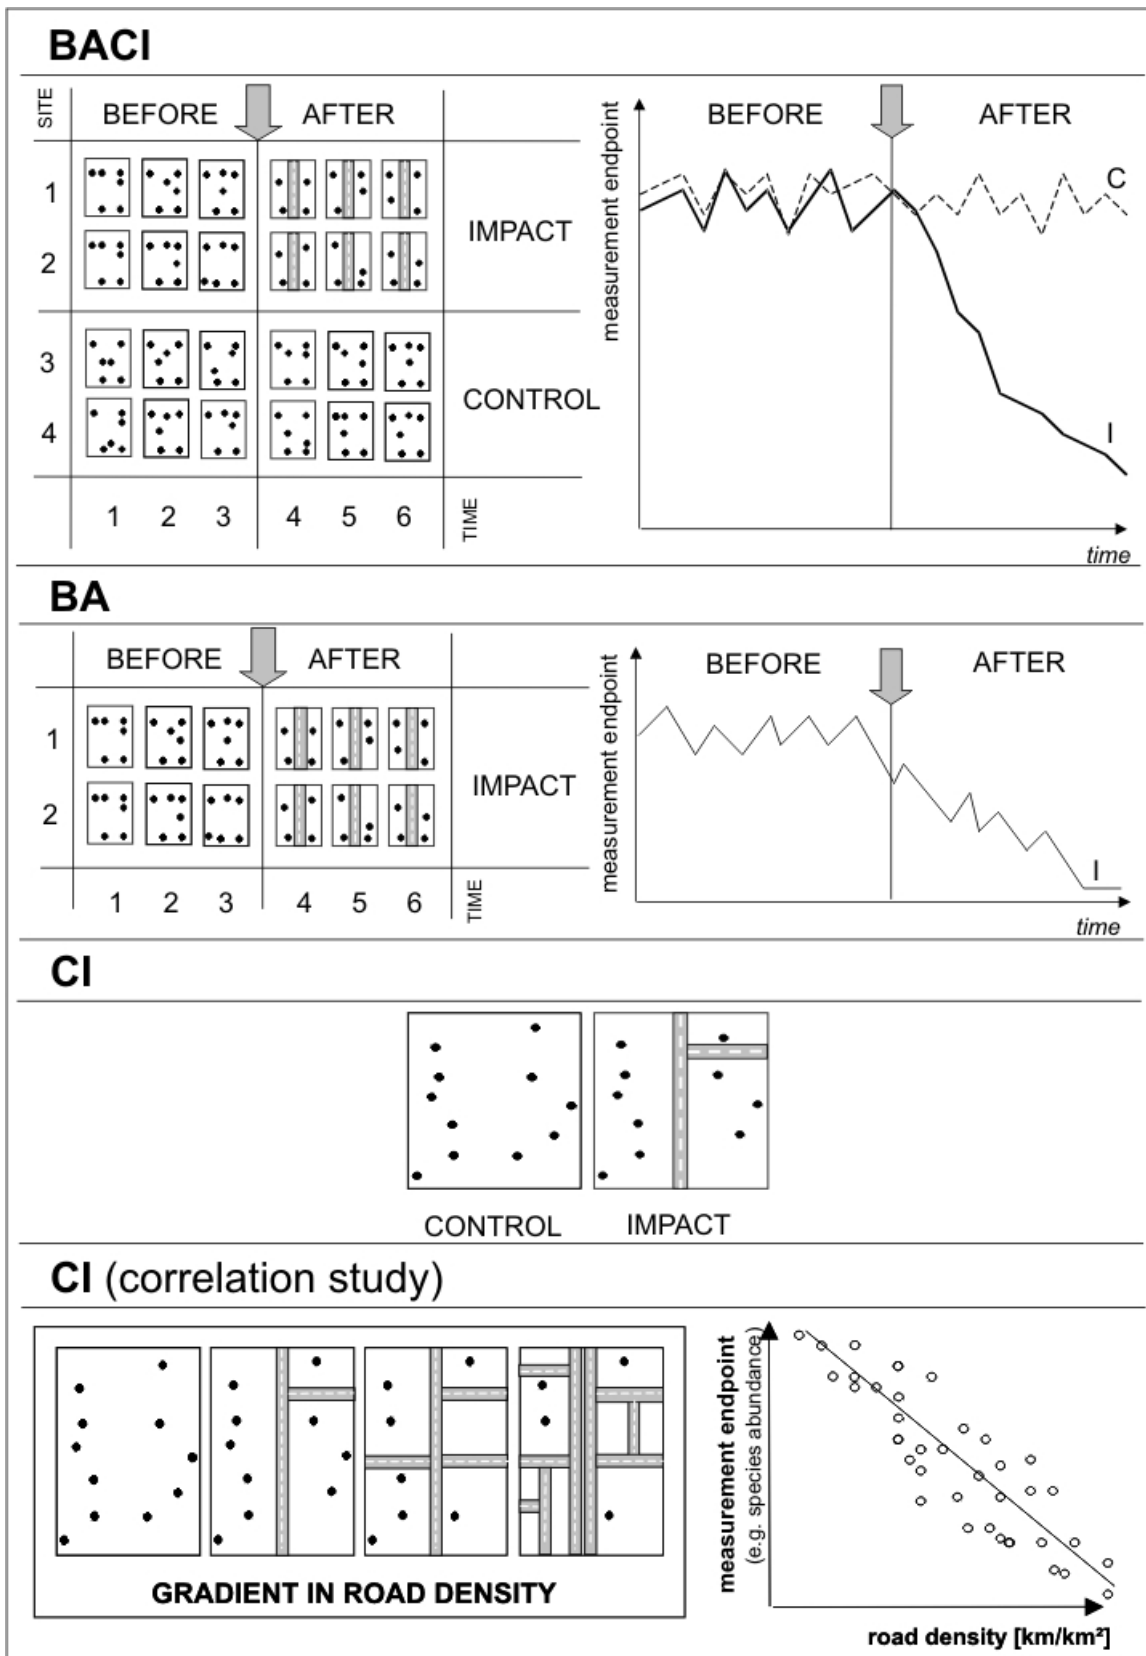 BACI
SITE
BEFORE AFTER
1
2
IMPACT
3
4
CONTROL
1 2 3 4 5 6
TIME
measurement endpoint
BEFORE AFTER
C
I
time
BA
BEFORE AFTER
1
2
IMPACT
1 2 3 4 5 6
TIME
measurement endpoint
BEFORE AFTER
I
time
CI
CONTROL IMPACT
CI (correlation study)
GRADIENT IN ROAD DENSITY
measurement endpoint
(e.g. species abundance)
road density [km/km²]